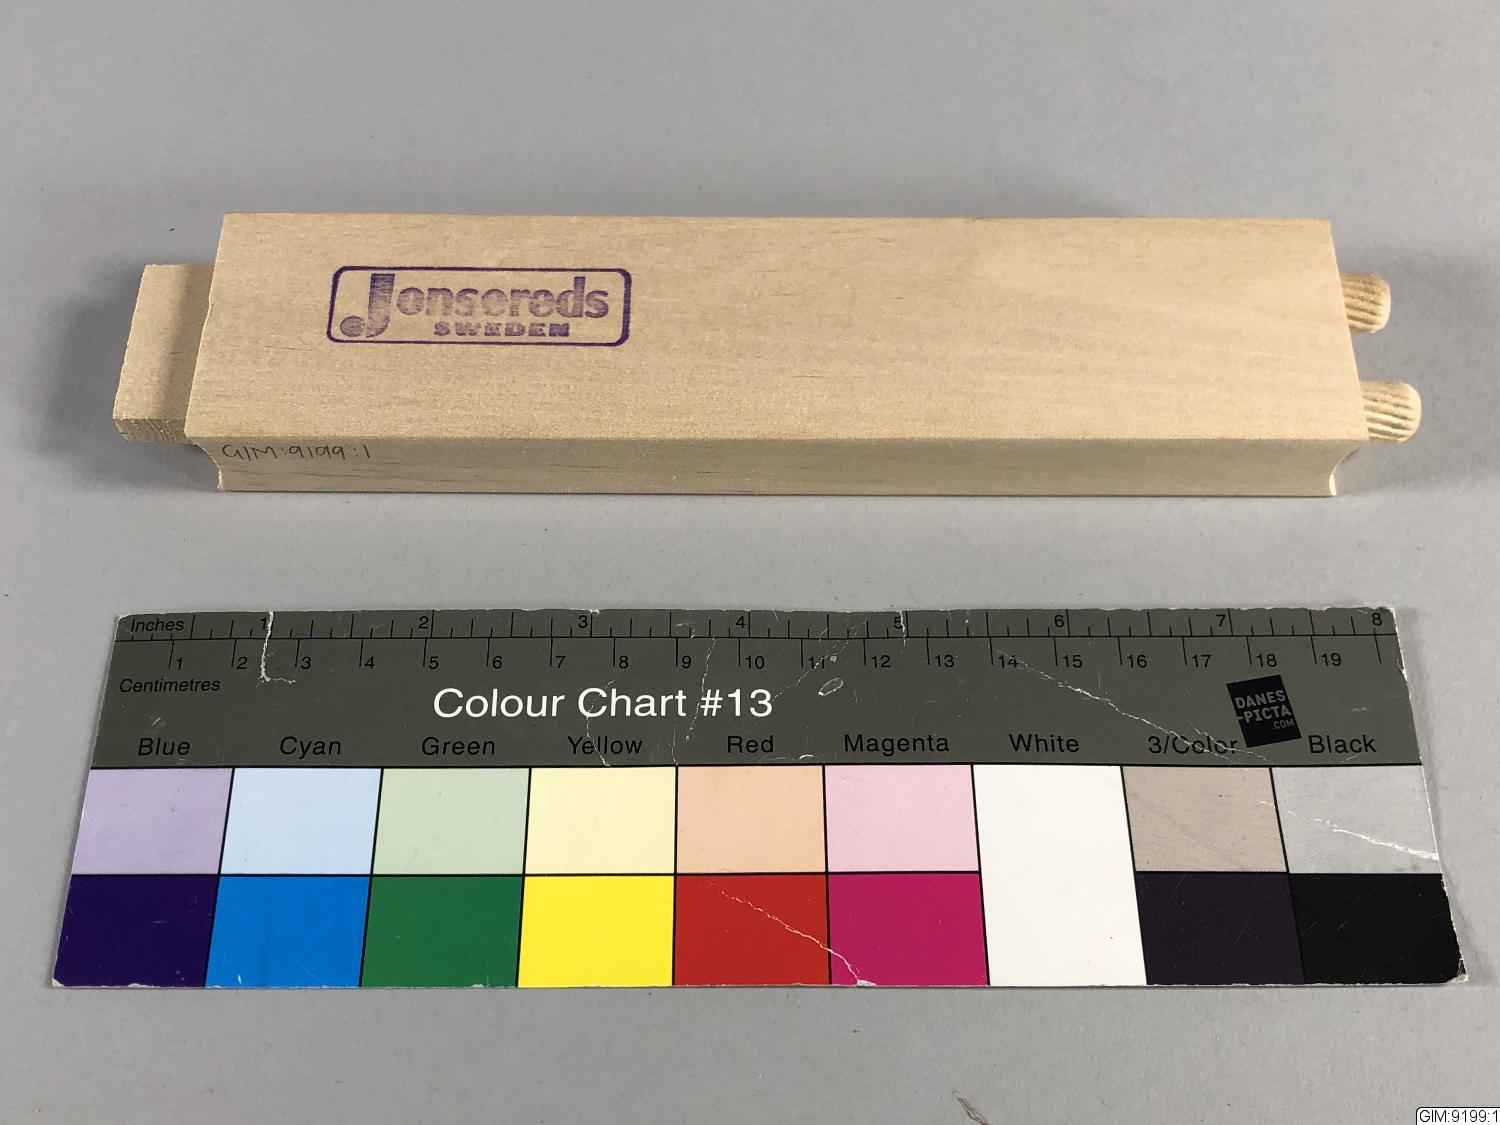 Jonsereds
SWEDEN
GIM:9199:1
Inches 1 2 3 4 5 6 7 8
1 2 3 4 5 6 7 8 9 10 11 12 13 14 15 16 17 18 19
Centimetres
Colour Chart #13
DANES
-PICTA
.COM
Blue Cyan Green Yellow Red Magenta White 3/Color Black
GIM:9199:1